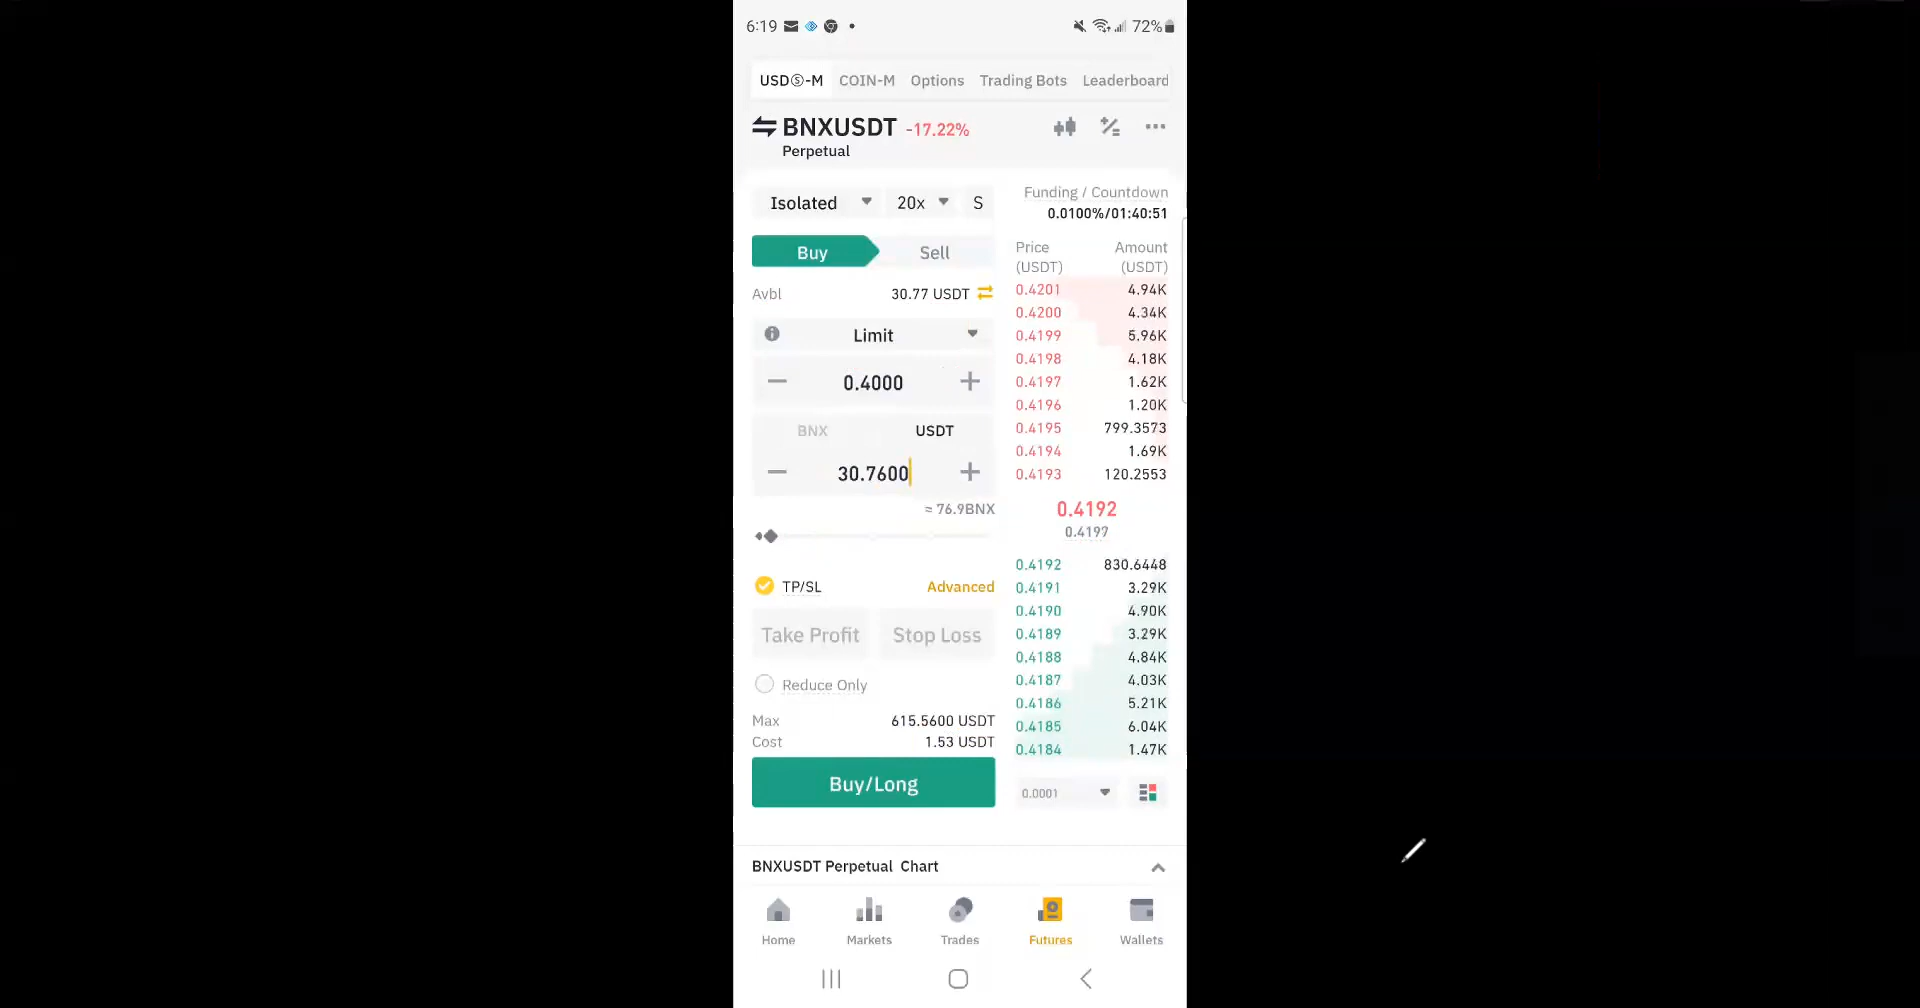 6:19 72%
USDⓈ-M COIN-M Options Trading Bots Leaderboard
BNXUSDT -17.22%
Perpetual
Isolated 20x S
Funding / Countdown
0.0100%/01:40:51
Buy Sell
Avbl 30.77 USDT
Limit
0.4000
BNX USDT
30.7600
≈ 76.9BNX
TP/SL Advanced
Take Profit Stop Loss
Reduce Only
Max 615.5600 USDT
Cost 1.53 USDT
Buy/Long
Price Amount
(USDT) (USDT)
0.4201 4.94K
0.4200 4.34K
0.4199 5.96K
0.4198 4.18K
0.4197 1.62K
0.4196 1.20K
0.4195 799.3573
0.4194 1.69K
0.4193 120.2553
0.4192
0.4197
0.4192 830.6448
0.4191 3.29K
0.4190 4.90K
0.4189 3.29K
0.4188 4.84K
0.4187 4.03K
0.4186 5.21K
0.4185 6.04K
0.4184 1.47K
0.0001
BNXUSDT Perpetual Chart
Home Markets Trades Futures Wallets